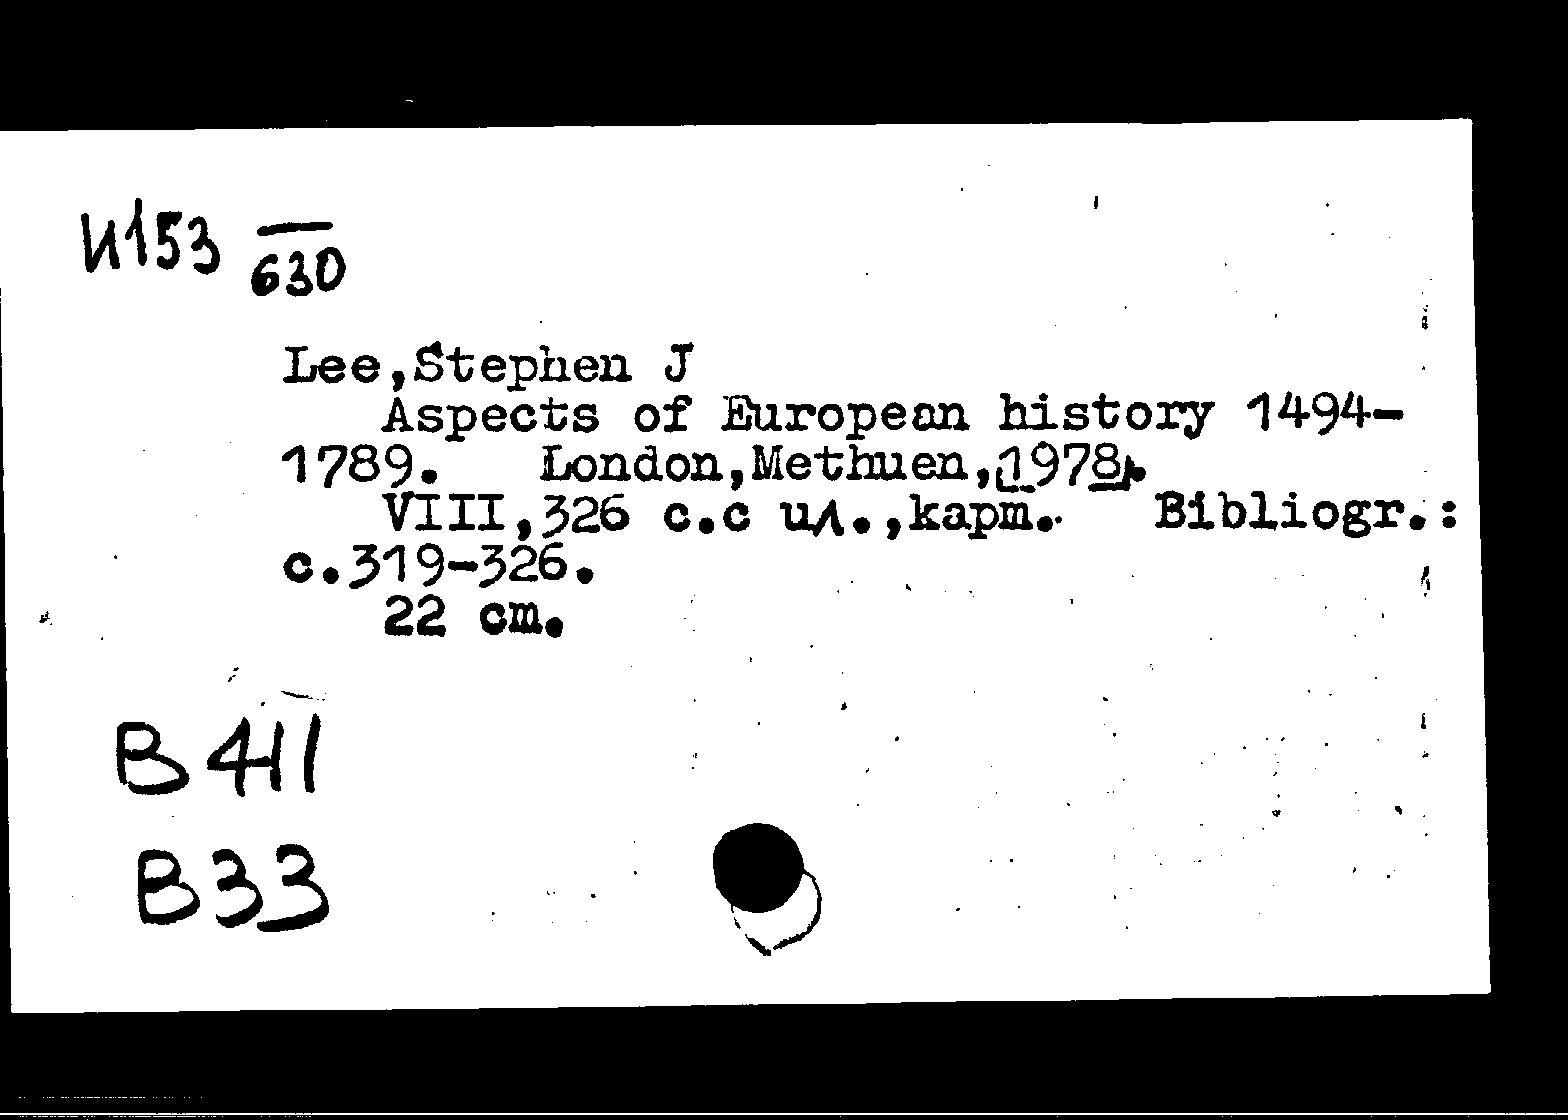 И153 630
Lee,Stephen J
Aspects of European history 1494-
1789. London,Methuen,[1978].
VIII,326 c.c ил.,карт. Bibliogr.:
c.319-326.
22 cm.
В 411
В33